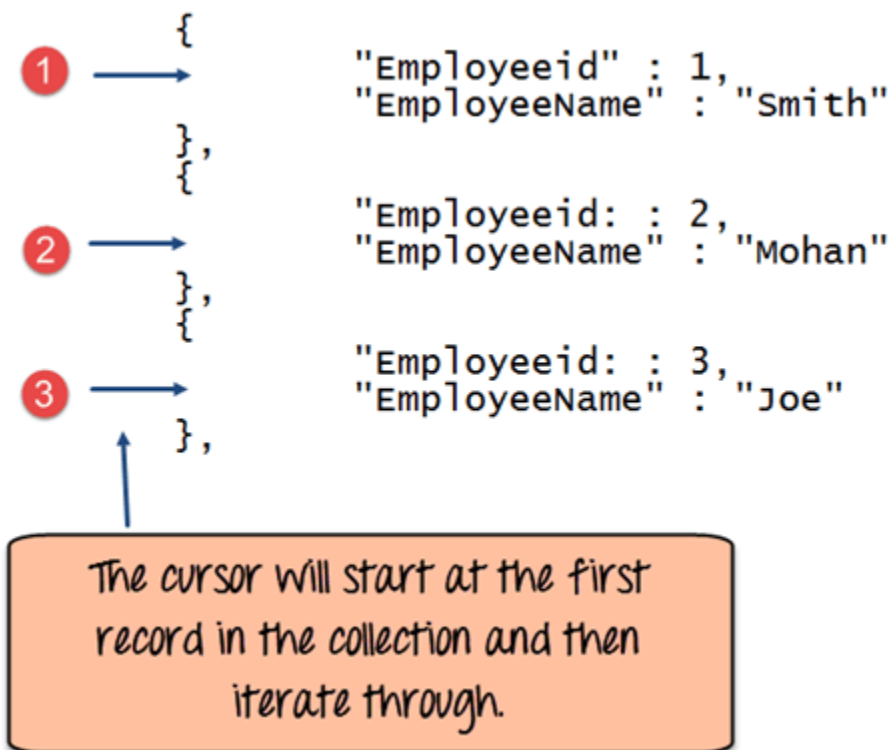 {
1 "Employeeid" : 1,
"EmployeeName" : "Smith"
},
{
"Employeeid: : 2,
2 "EmployeeName" : "Mohan"
},
{
"Employeeid: : 3,
3 "EmployeeName" : "Joe"
},
The cursor will start at the first
record in the collection and then
iterate through.